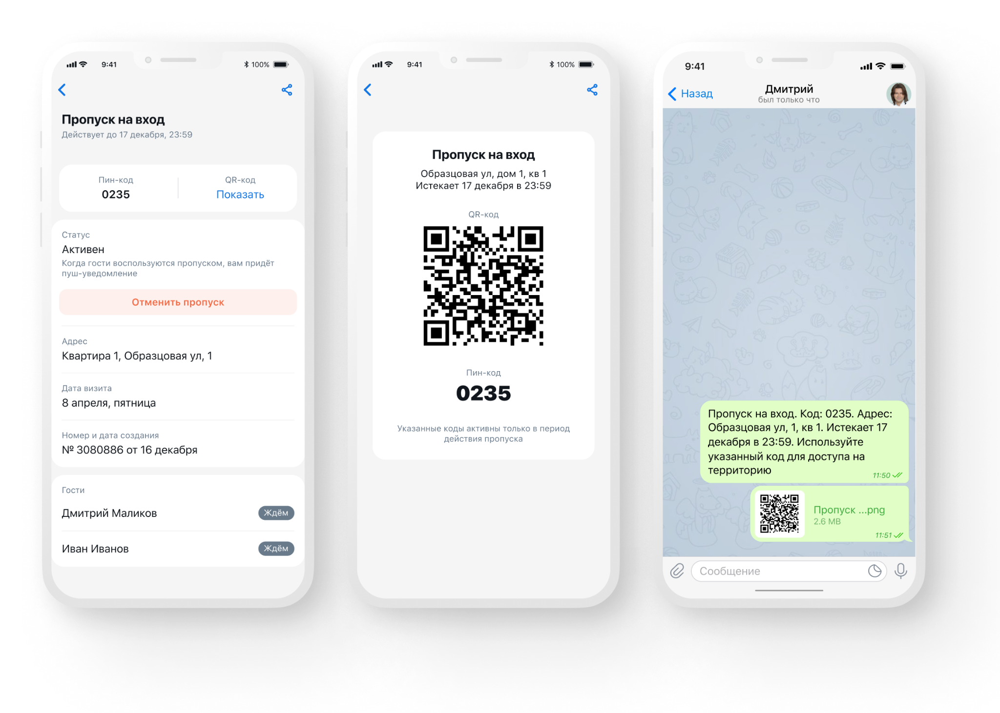 9:41
100%
Пропуск на вход
Действует до 17 декабря, 23:59
Пин-код
0235
QR-код
Показать
Статус
Активен
Когда гости воспользуются пропуском, вам придёт
пуш-уведомление
Отменить пропуск
Адрес
Квартира 1, Образцовая ул, 1
Дата визита
8 апреля, пятница
Номер и дата создания
№ 3080886 от 16 декабря
Гости
Дмитрий Маликов
Ждём
Иван Иванов
Ждём
9:41
100%
Пропуск на вход
Образцовая ул, дом 1, кв 1
Истекает 17 декабря в 23:59
QR-код
Пин-код
0235
Указанные коды активны только в период
действия пропуска
9:41
Назад
Дмитрий
был только что
Пропуск на вход. Код: 0235. Адрес:
Образцовая ул, 1, кв 1. Истекает 17
декабря в 23:59. Используйте
указанный код для доступа на
территорию
11:50
Пропуск ...png
2.6 MB
11:51
Сообщение